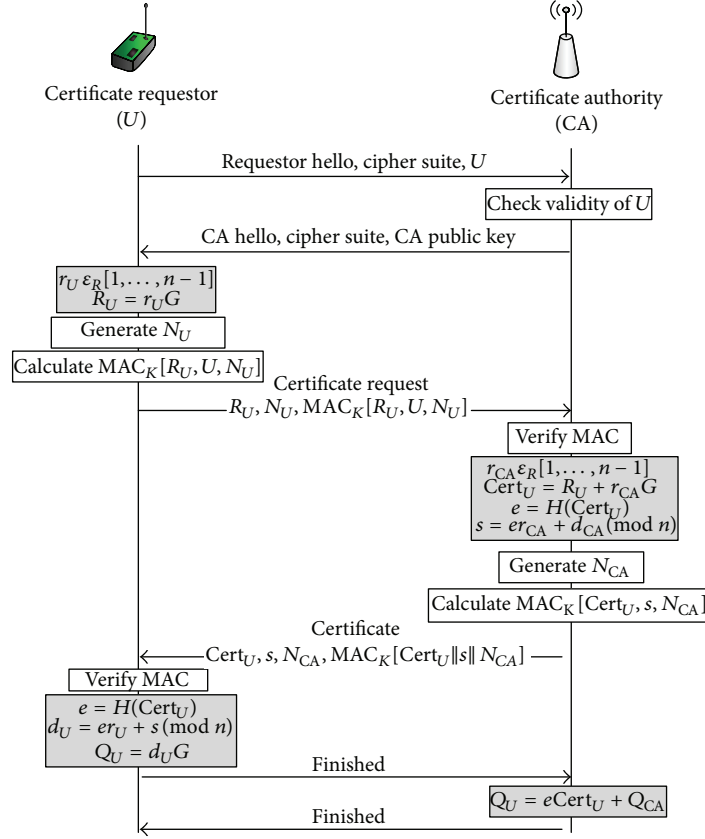 Certificate requestor
(U)
Certificate authority
(CA)
Requestor hello, cipher suite, U
Check validity of U
CA hello, cipher suite, CA public key
r_U ε_R[1, . . . , n − 1]
R_U = r_U G
Generate N_U
Calculate MAC_K[R_U, U, N_U]
Certificate request
R_U, N_U, MAC_K[R_U, U, N_U]
Verify MAC
r_CA ε_R[1, . . . , n − 1]
Cert_U = R_U + r_CA G
e = H(Cert_U)
s = er_CA + d_CA (mod n)
Generate N_CA
Calculate MAC_K[Cert_U, s, N_CA]
Certificate
Cert_U, s, N_CA, MAC_K[Cert_U‖s‖ N_CA]
Verify MAC
e = H(Cert_U)
d_U = er_U + s (mod n)
Q_U = d_U G
Finished
Q_U = eCert_U + Q_CA
Finished